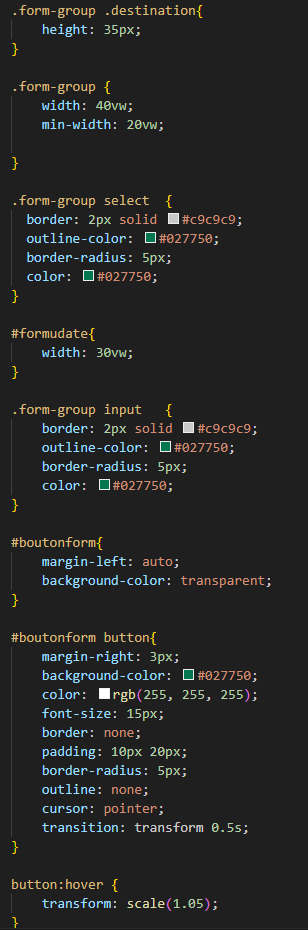 .form-group .destination{
    height: 35px;
}

.form-group {
    width: 40vw;
    min-width: 20vw;

}

.form-group select  {
  border: 2px solid #c9c9c9;
  outline-color: #027750;
  border-radius: 5px;
  color: #027750;
}

#formudate{
    width: 30vw;
}

.form-group input   {
    border: 2px solid #c9c9c9;
    outline-color: #027750;
    border-radius: 5px;
    color: #027750;
}

#boutonform{
    margin-left: auto;
    background-color: transparent;
}

#boutonform button{
    margin-right: 3px;
    background-color: #027750;
    color: rgb(255, 255, 255);
    font-size: 15px;
    border: none;
    padding: 10px 20px;
    border-radius: 5px;
    outline: none;
    cursor: pointer;
    transition: transform 0.5s;
}

button:hover {
    transform: scale(1.05);
}